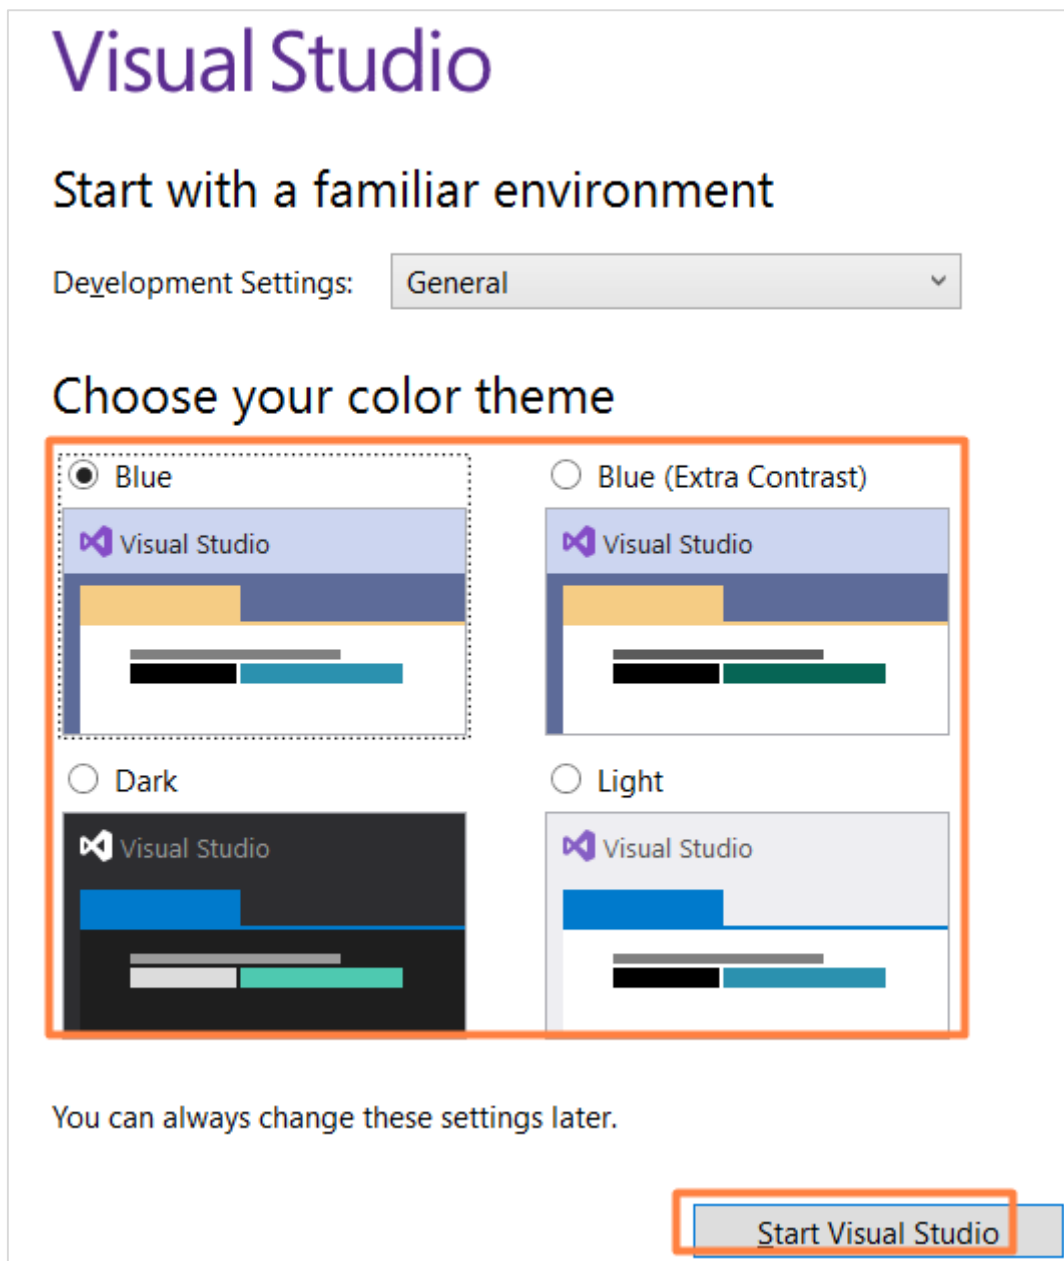 Visual Studio
Start with a familiar environment
Development Settings: General
Choose your color theme
Blue Blue (Extra Contrast)
Visual Studio Visual Studio
Dark Light
Visual Studio Visual Studio
You can always change these settings later.
Start Visual Studio